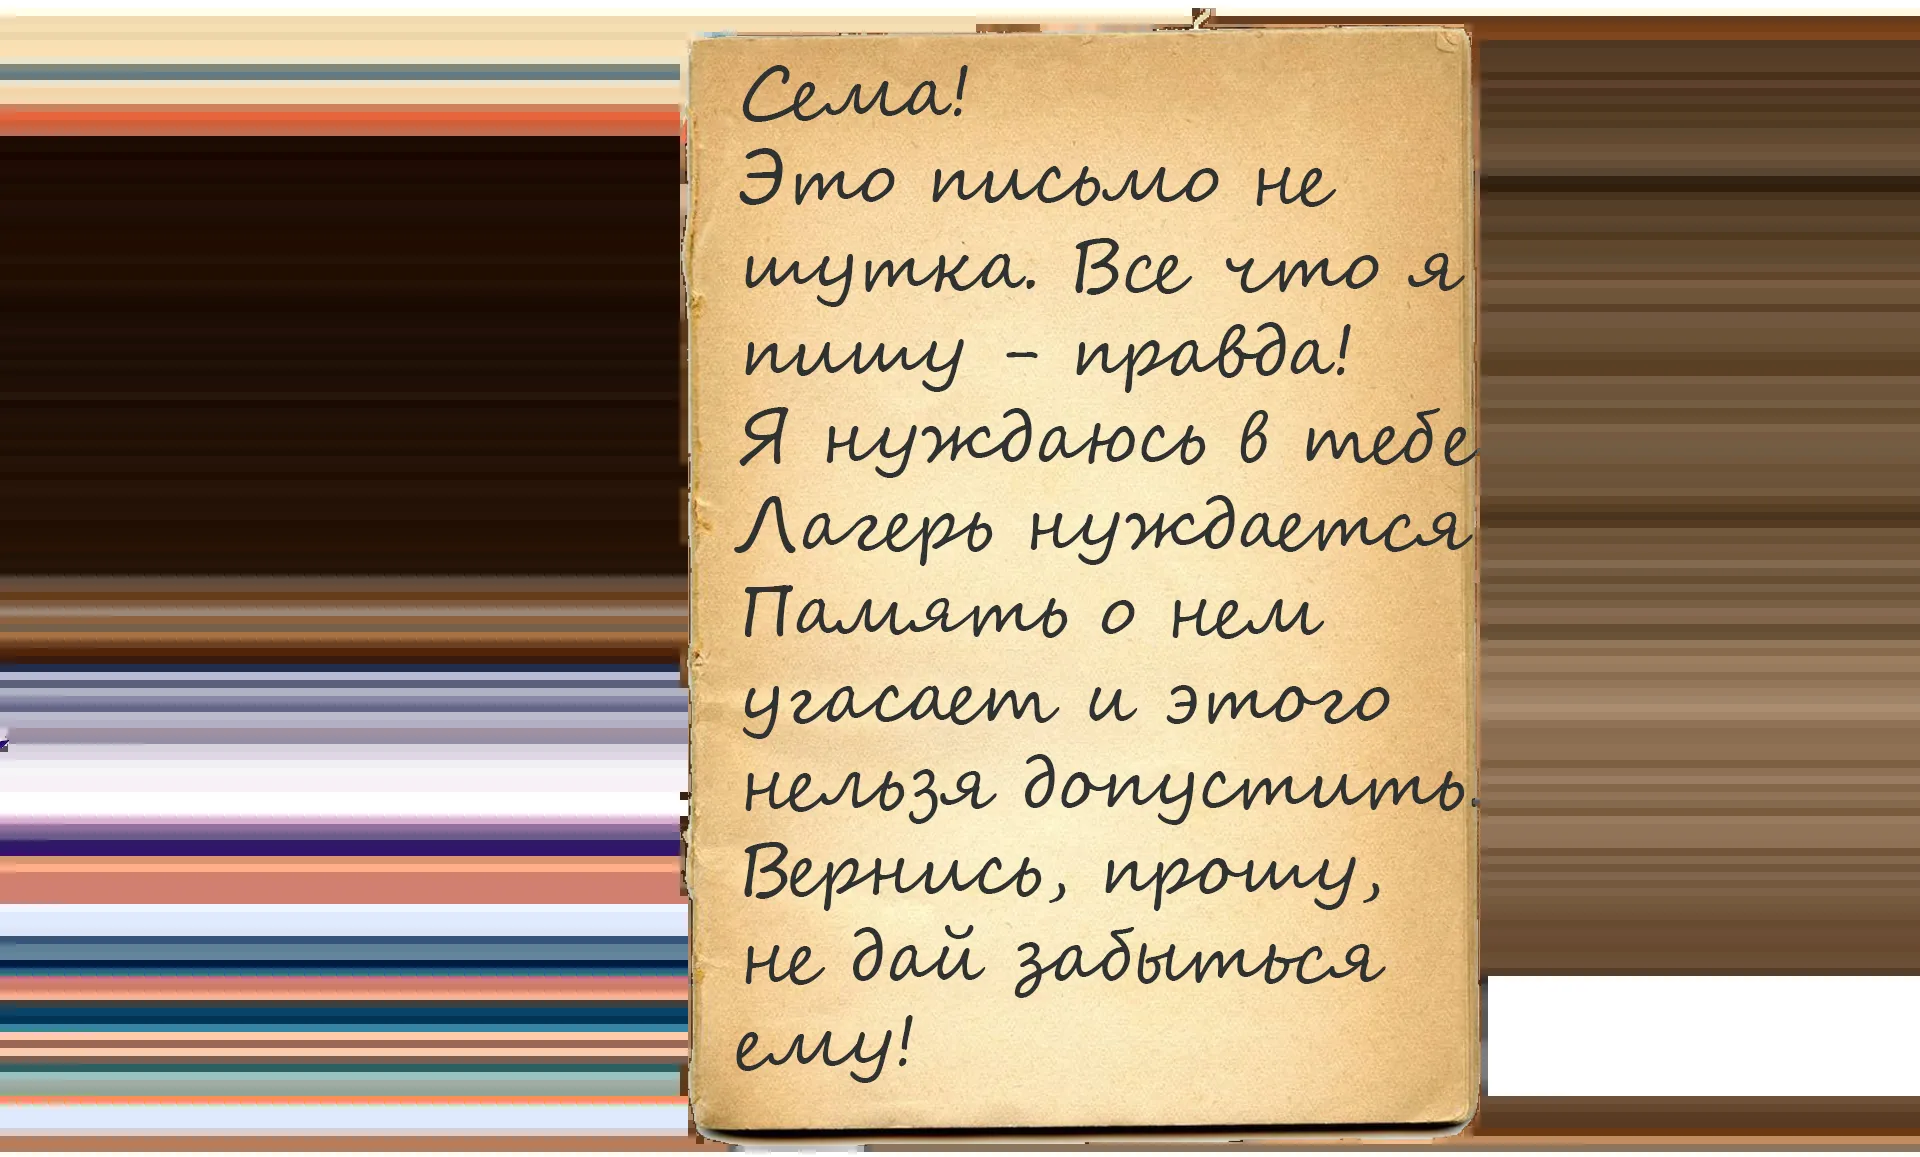 Сема!
Это письмо не
шутка. Все что я
пишу - правда!
Я нуждаюсь в тебе
Лагерь нуждается
Память о нем
угасает и этого
нельзя допустить.
Вернись, прошу,
не дай забыться
ему!